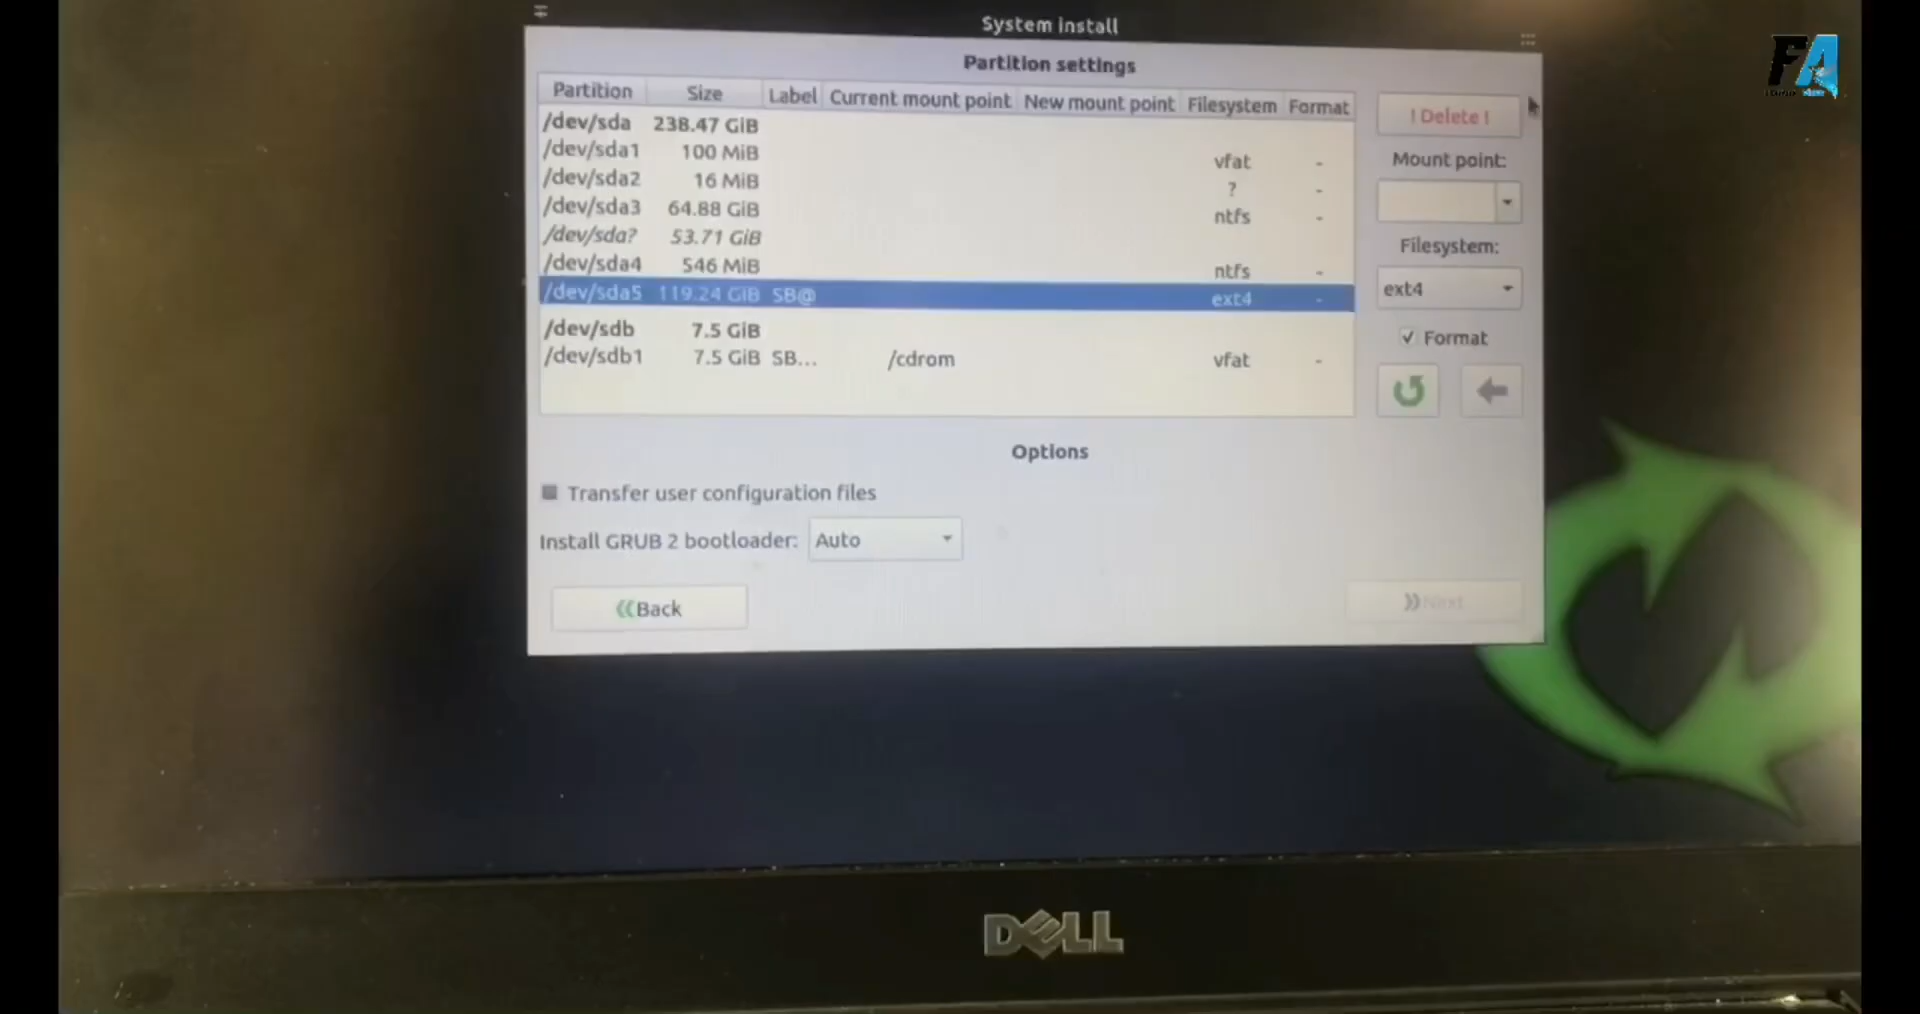 System install
Partition settings
Partition Size Label Current mount point New mount point Filesystem Format
/dev/sda 238.47 GiB
/dev/sda1 100 MiB vfat -
/dev/sda2 16 MiB ? -
/dev/sda3 64.88 GiB ntfs -
/dev/sda? 53.71 GiB
/dev/sda4 546 MiB ntfs -
/dev/sda5 119.24 GiB SB@ ext4 -
/dev/sdb 7.5 GiB
/dev/sdb1 7.5 GiB SB... /cdrom vfat -
! Delete !
Mount point:
Filesystem:
ext4
Format
Options
Transfer user configuration files
Install GRUB 2 bootloader: Auto
Back
Next
DELL
FA